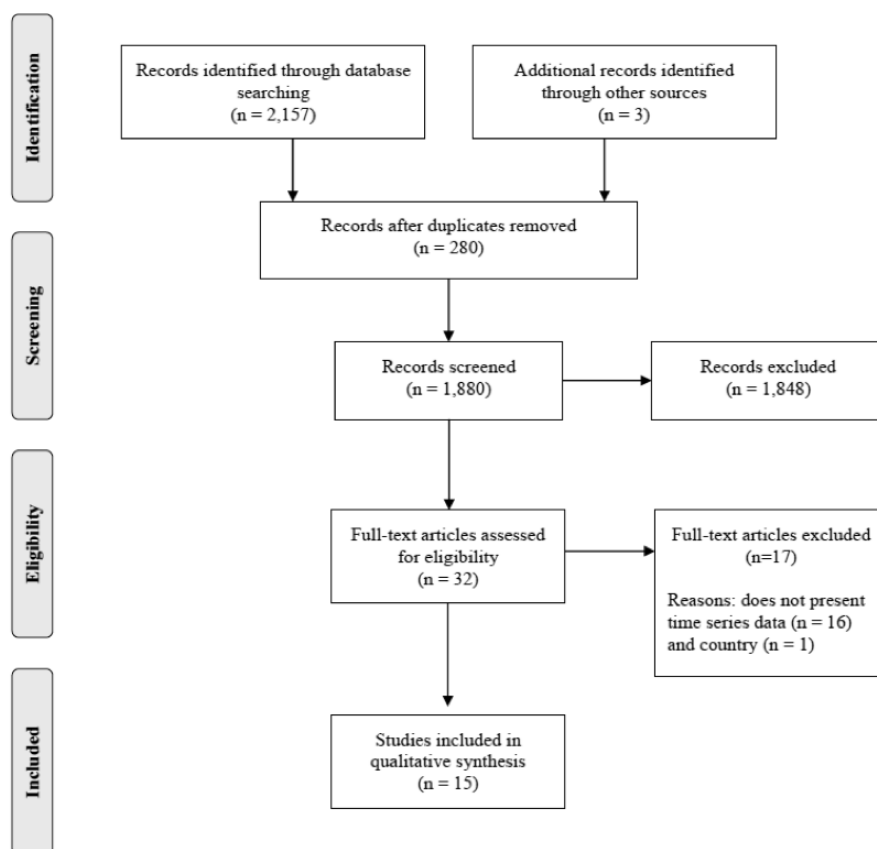 Identification
Records identified through database
searching
(n = 2,157)
Additional records identified
through other sources
(n = 3)
Records after duplicates removed
(n = 280)
Screening
Records screened
(n = 1,880)
Records excluded
(n = 1,848)
Eligibility
Full-text articles assessed
for eligibility
(n = 32)
Full-text articles excluded
(n=17)
Reasons: does not present
time series data (n = 16)
and country (n = 1)
Included
Studies included in
qualitative synthesis
(n = 15)